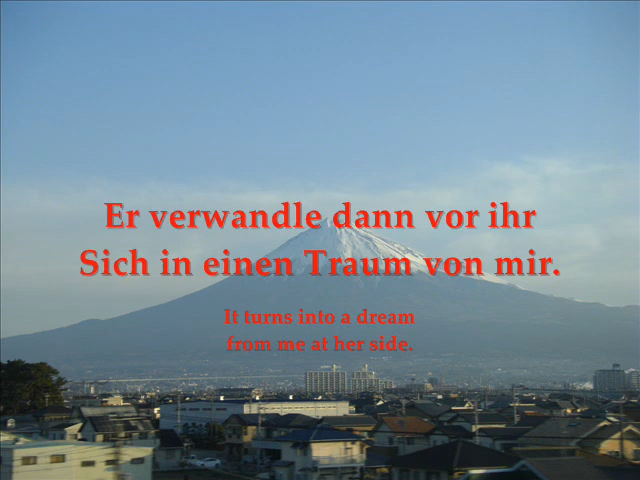 Er verwandle dann vor ihr
Sich in einen Traum von mir.
It turns into a dream
from me at her side.